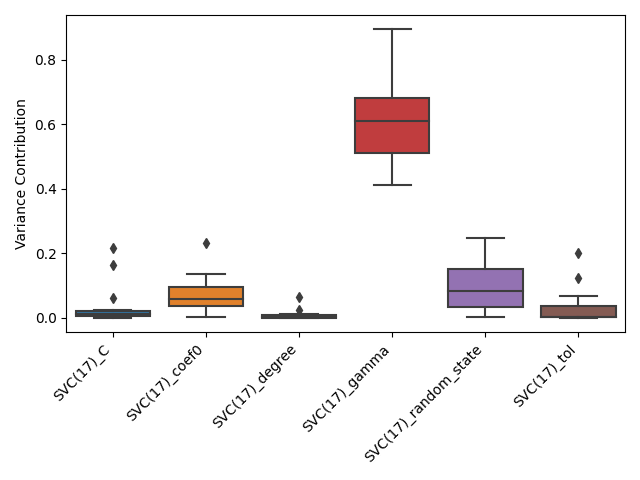 Variance Contribution
0.8
0.6
0.4
0.2
0.0
SVC(17)_C
SVC(17)_coef0
SVC(17)_degree
SVC(17)_gamma
SVC(17)_random_state
SVC(17)_tol